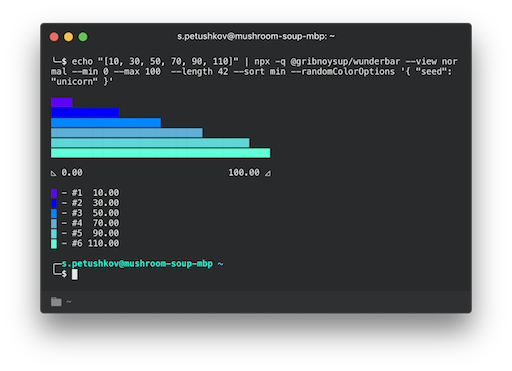 s.petushkov@mushroom-soup-mbp: ~
└─$ echo "[10, 30, 50, 70, 90, 110]" | npx -q @gribnoysup/wunderbar --view nor
mal --min 0 --max 100  --length 42 --sort min --randomColorOptions '{ "seed":
"unicorn" }'
◺ 0.00 100.00 ◿
– #1  10.00
– #2  30.00
– #3  50.00
– #4  70.00
– #5  90.00
– #6 110.00
┌─s.petushkov@mushroom-soup-mbp ~
└─$
~